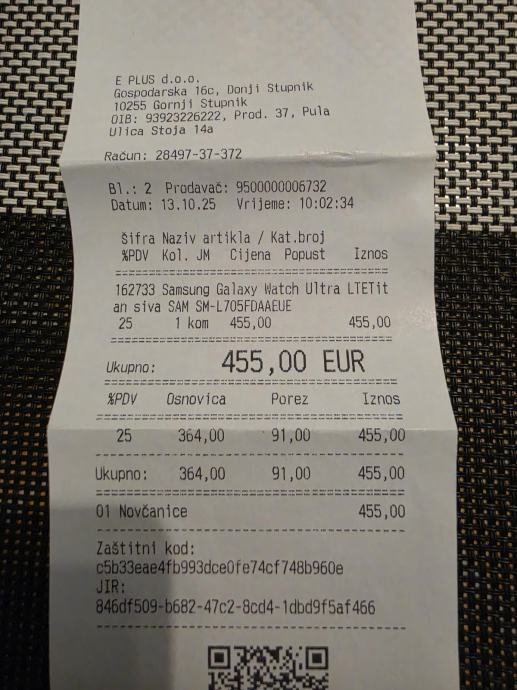 E PLUS d.o.o.
Gospodarska 16c, Donji Stupnik
10255 Gornji Stupnik
OIB: 93923226222, Prod. 37, Pula
Ulica Stoja 14a
Račun: 28497-37-372
Bl.: 2 Prodavač: 9500000006732
Datum: 13.10.25 Vrijeme: 10:02:34
Šifra Naziv artikla / Kat.broj
%PDV Kol. JM Cijena Popust Iznos
162733 Samsung Galaxy Watch Ultra LTETit
an siva SAM SM-L705FDAAEUE
25 1 kom 455,00 455,00
Ukupno: 455,00 EUR
%PDV Osnovica Porez Iznos
25 364,00 91,00 455,00
Ukupno: 364,00 91,00 455,00
01 Novčanice 455,00
Zaštitni kod:
c5b33eae4fb993dce0fe74cf748b960e
JIR:
846df509-b682-47c2-8cd4-1dbd9f5af466